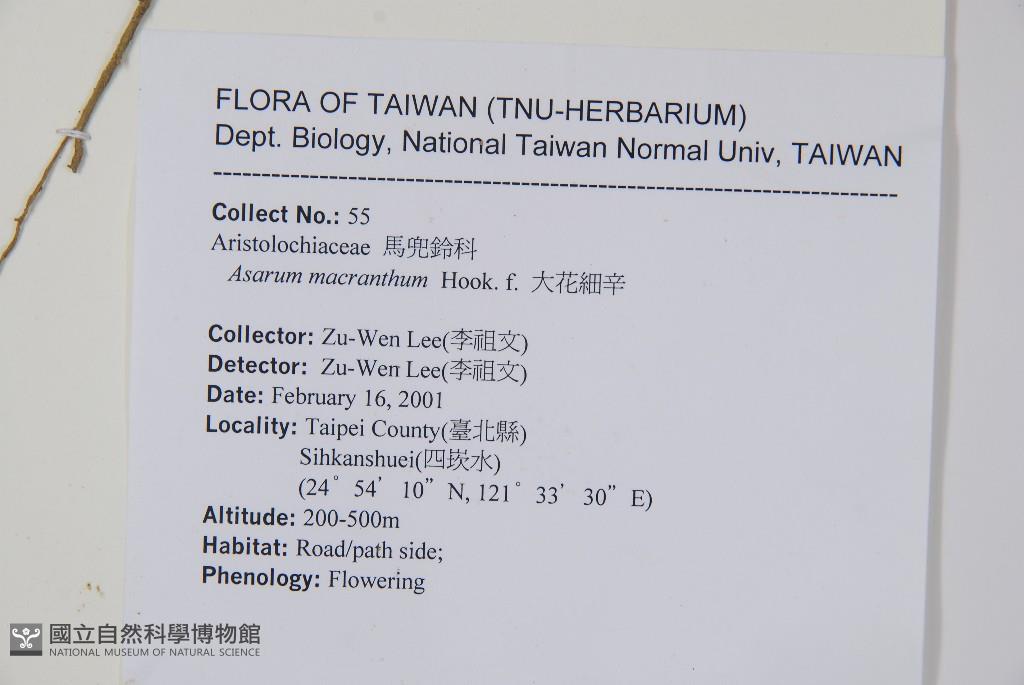 FLORA OF TAIWAN (TNU-HERBARIUM)
Dept. Biology, National Taiwan Normal Univ, TAIWAN
--------------------------------------------------------------------------------
Collect No.: 55
Aristolochiaceae 馬兜鈴科
Asarum macranthum Hook. f. 大花細辛
Collector: Zu-Wen Lee(李祖文)
Detector: Zu-Wen Lee(李祖文)
Date: February 16, 2001
Locality: Taipei County(臺北縣)
Sihkanshuei(四崁水)
(24° 54’ 10” N, 121° 33’ 30” E)
Altitude: 200-500m
Habitat: Road/path side;
Phenology: Flowering
國立自然科學博物館
NATIONAL MUSEUM OF NATURAL SCIENCE